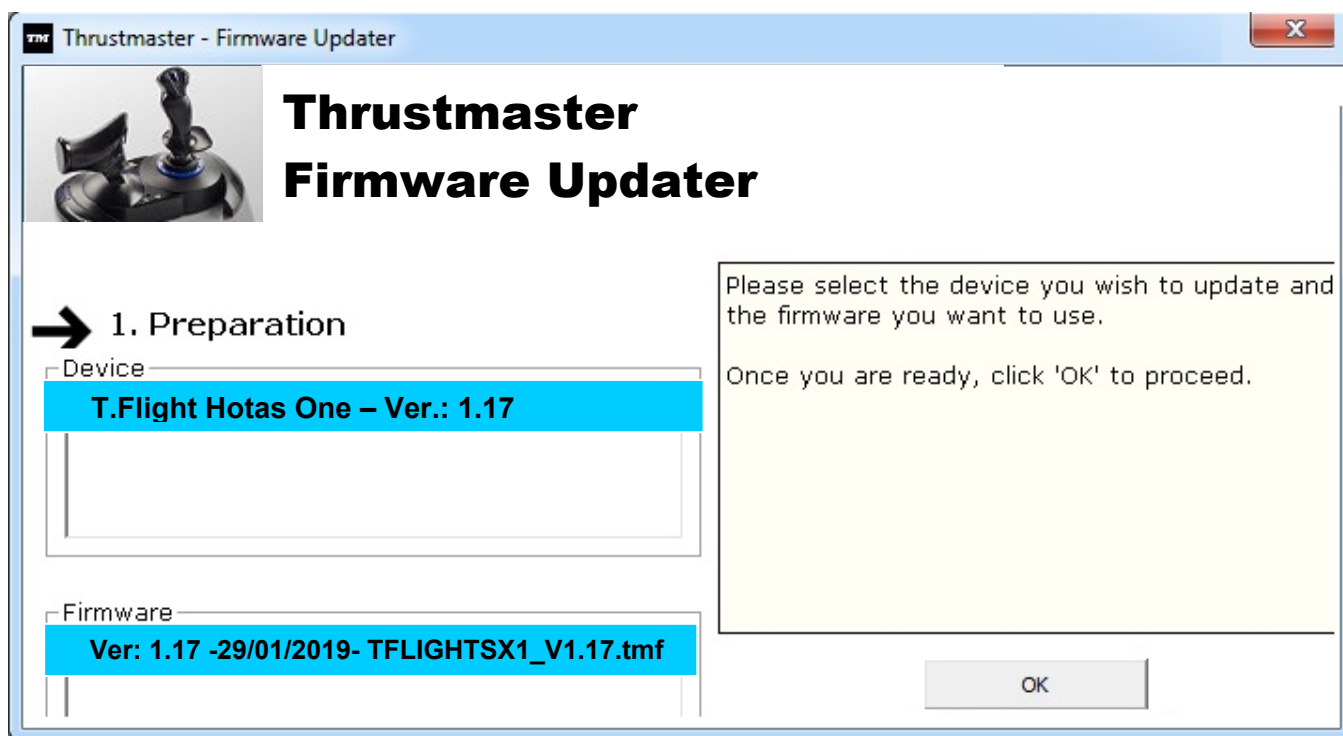 TM Thrustmaster - Firmware Updater
X
Thrustmaster
Firmware Updater
1. Preparation
Device
T.Flight Hotas One – Ver.: 1.17
Firmware
Ver: 1.17 -29/01/2019- TFLIGHTSX1_V1.17.tmf
Please select the device you wish to update and
the firmware you want to use.
Once you are ready, click 'OK' to proceed.
OK